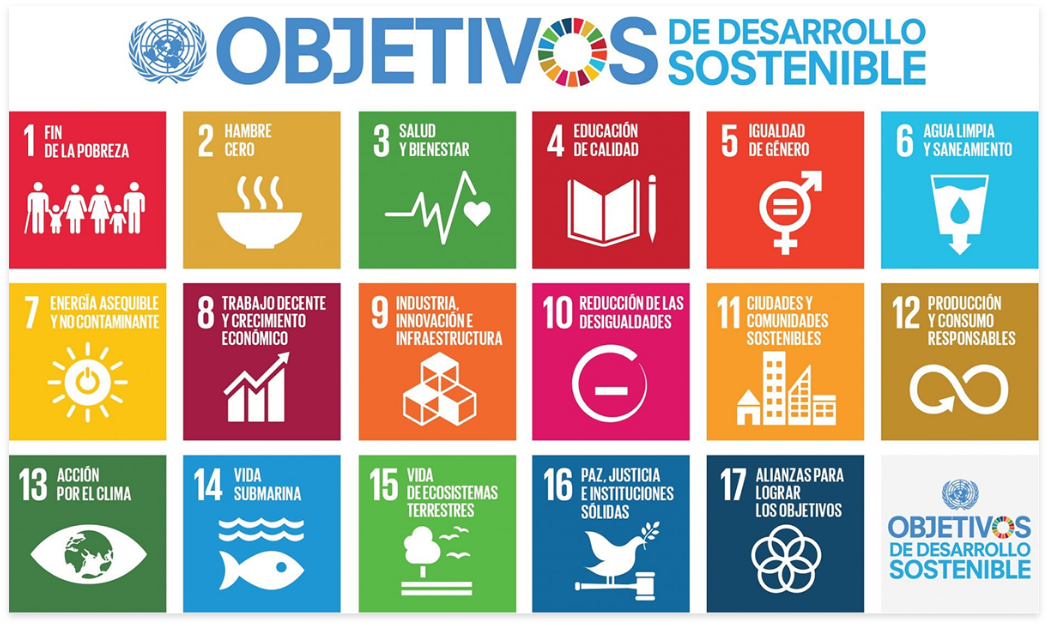 OBJETIVOS DE DESARROLLO
SOSTENIBLE
1 FIN
DE LA POBREZA
2 HAMBRE
CERO
3 SALUD
Y BIENESTAR
4 EDUCACIÓN
DE CALIDAD
5 IGUALDAD
DE GÉNERO
6 AGUA LIMPIA
Y SANEAMIENTO
7 ENERGÍA ASEQUIBLE
Y NO CONTAMINANTE
8 TRABAJO DECENTE
Y CRECIMIENTO
ECONÓMICO
9 INDUSTRIA,
INNOVACIÓN E
INFRAESTRUCTURA
10 REDUCCIÓN DE LAS
DESIGUALDADES
11 CIUDADES Y
COMUNIDADES
SOSTENIBLES
12 PRODUCCIÓN
Y CONSUMO
RESPONSABLES
13 ACCIÓN
POR EL CLIMA
14 VIDA
SUBMARINA
15 VIDA
DE ECOSISTEMAS
TERRESTRES
16 PAZ, JUSTICIA
E INSTITUCIONES
SÓLIDAS
17 ALIANZAS PARA
LOGRAR
LOS OBJETIVOS
OBJETIVOS
DE DESARROLLO
SOSTENIBLE